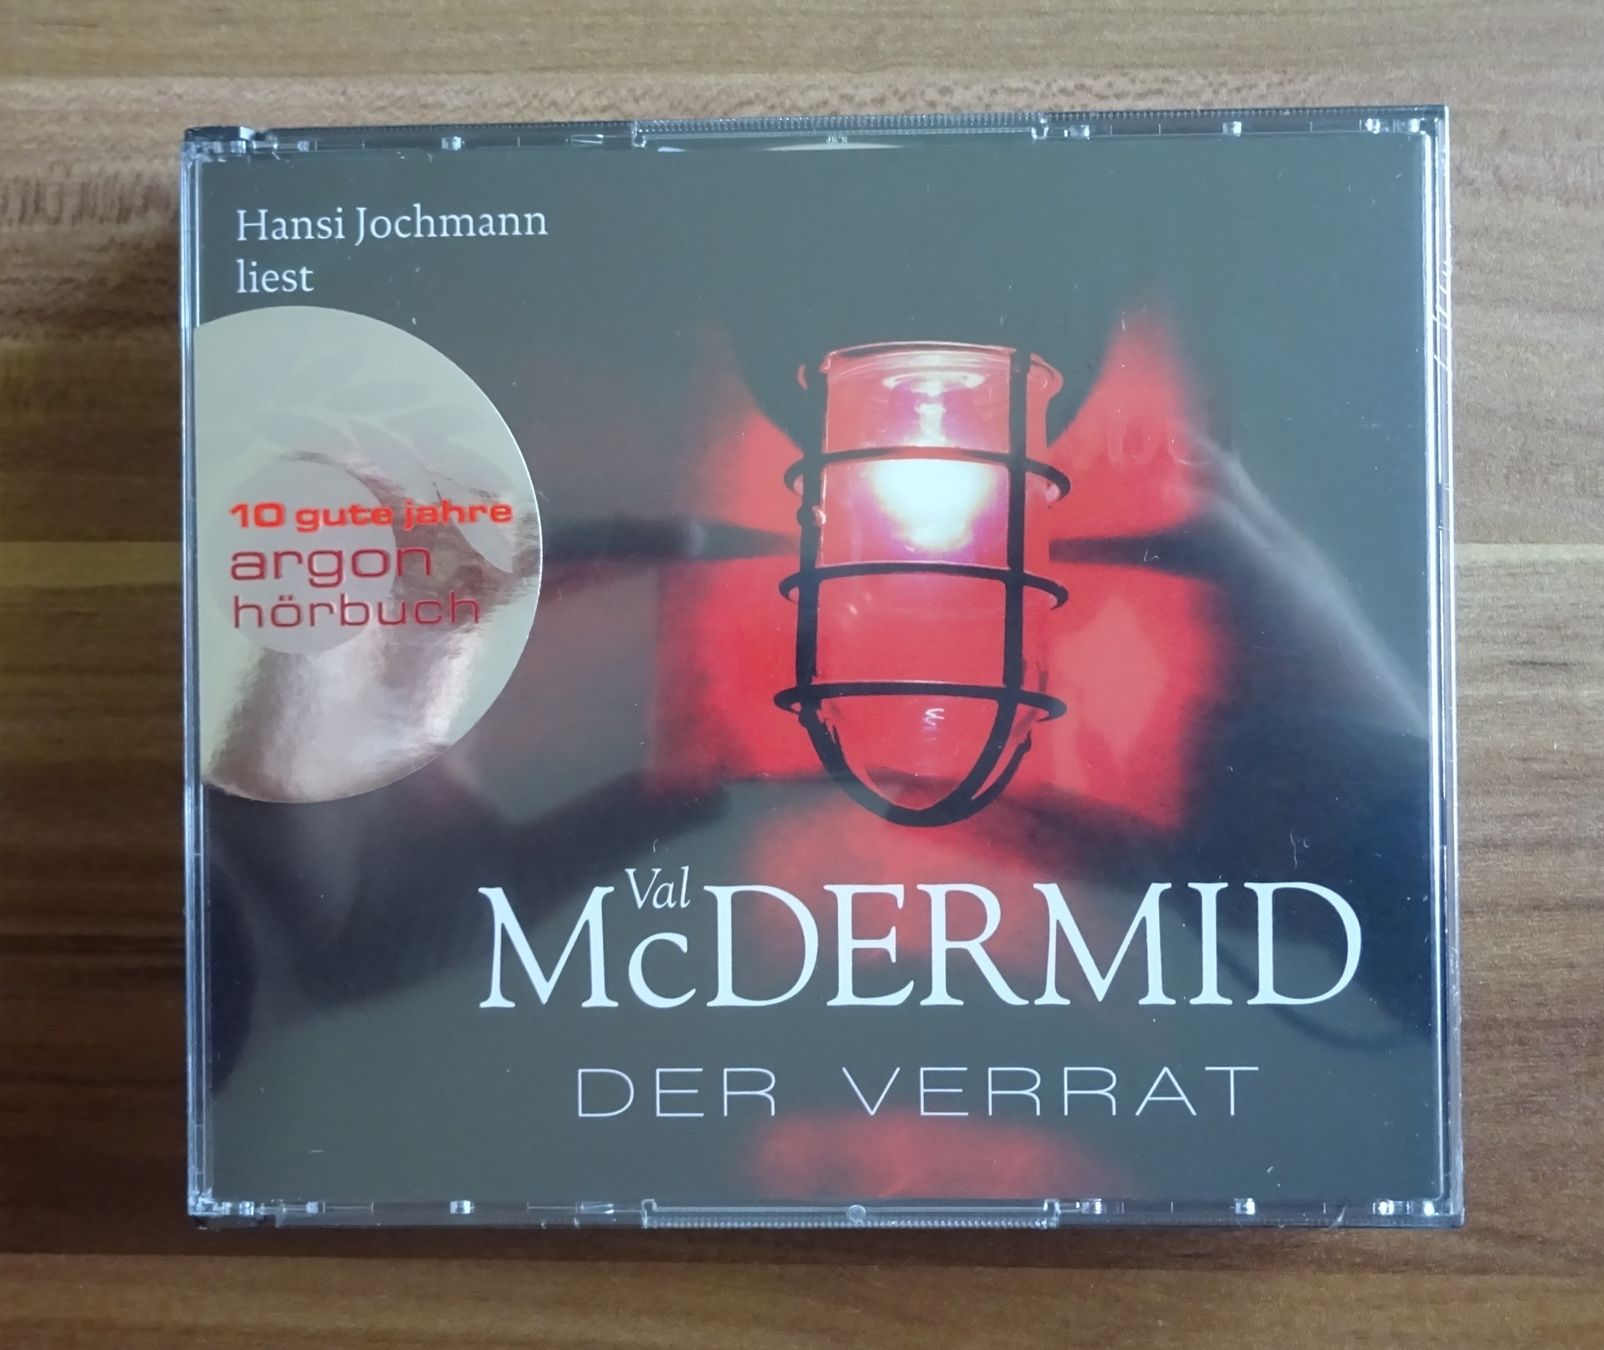 Hansi Jochmann
liest
10 gute jahre
argon
hörbuch
Val
McDERMID
DER VERRAT